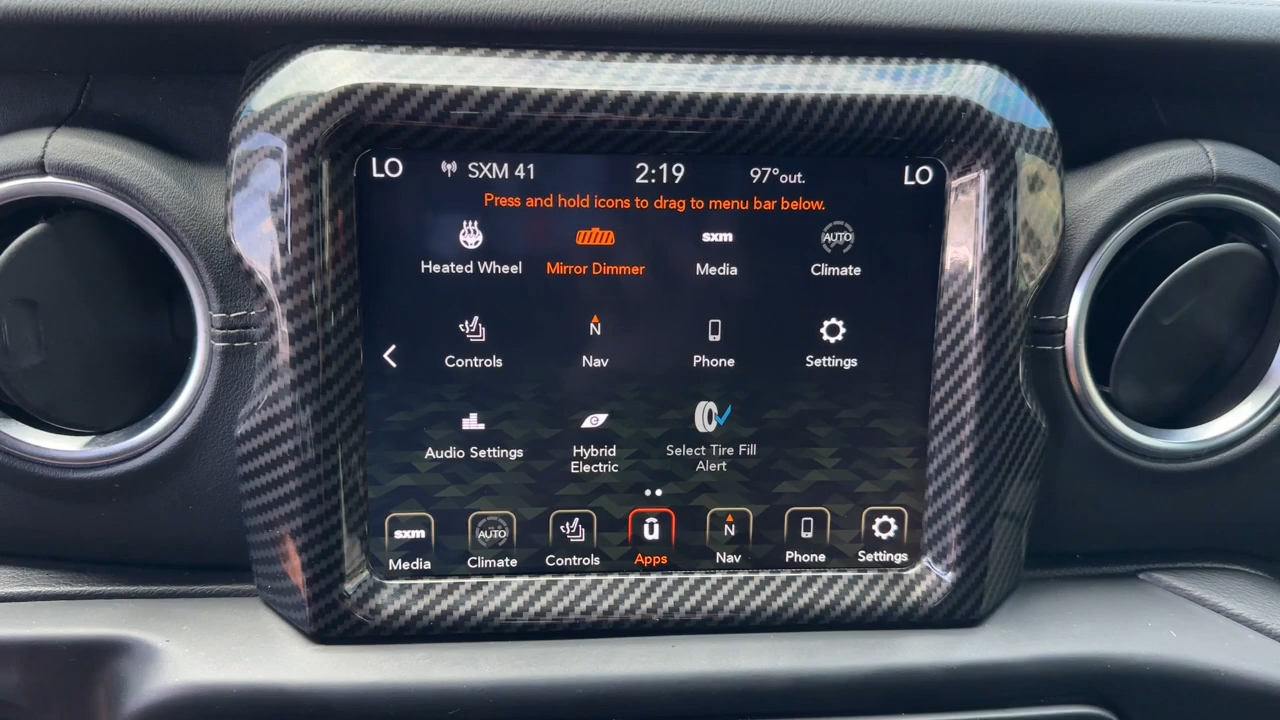 LO SXM 41 2:19 97°out. LO
Press and hold icons to drag to menu bar below.
Heated Wheel Mirror Dimmer sxm Media AUTO Climate
Controls N Nav Phone Settings
Audio Settings e Hybrid Electric Select Tire Fill Alert
sxm Media AUTO Climate Controls û Apps N Nav Phone Settings